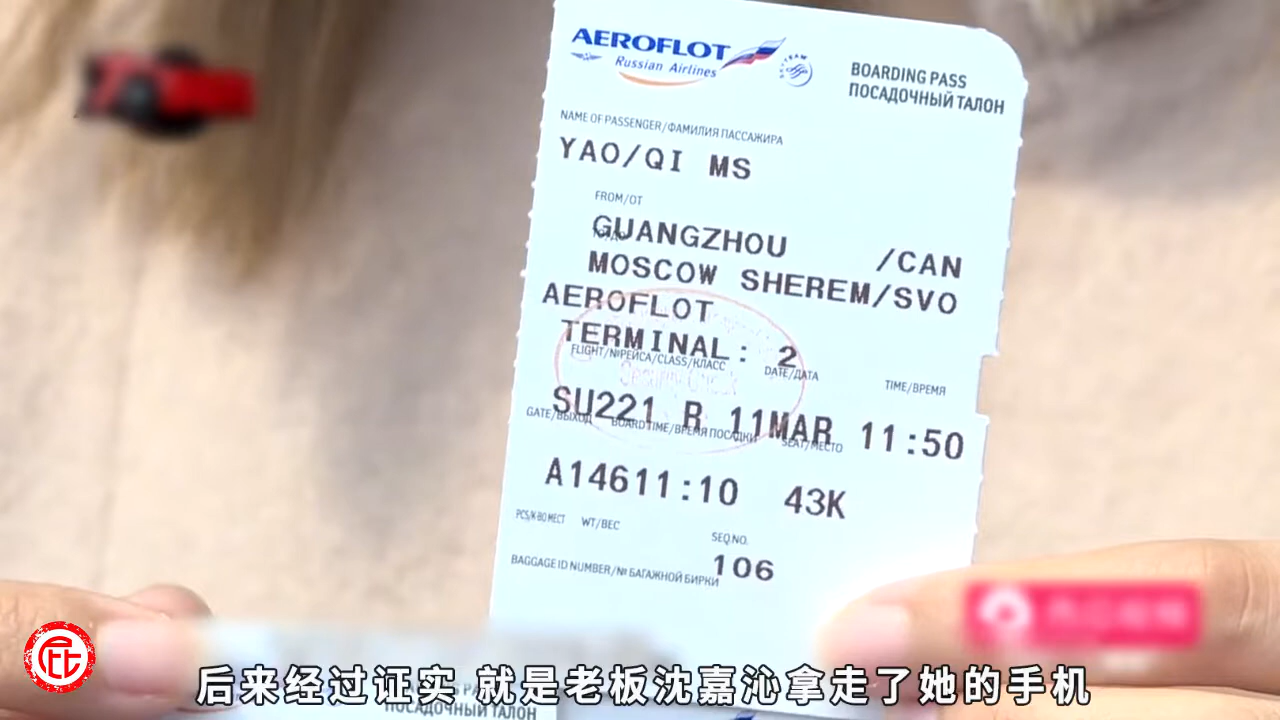 AEROFLOT
Russian Airlines
SKYTEAM
BOARDING PASS
ПОСАДОЧНЫЙ ТАЛОН
NAME OF PASSENGER/ФАМИЛИЯ ПАССАЖИРА
YAO/QI MS
FROM/ОТ
GUANGZHOU /CAN
MOSCOW SHEREM/SVO
AEROFLOT
TERMINAL: 2
FLIGHT/№РЕЙСА/CLASS/КЛАСС DATE/ДАТА TIME/ВРЕМЯ
SU221 R 11MAR 11:50
GATE/ВЫХОД BOARD TIME/ВРЕМЯ ПОСАДКИ SEAT/МЕСТО
A14611:10 43K
PCS/К-ВО МЕСТ WT/ВЕС SEQ.NO.
106
BAGGAGE ID NUMBER/№ БАГАЖНОЙ БИРКИ
后来经过证实 就是老板沈嘉沁拿走了她的手机
ПОСАДОЧНЫЙ ТАЛОН